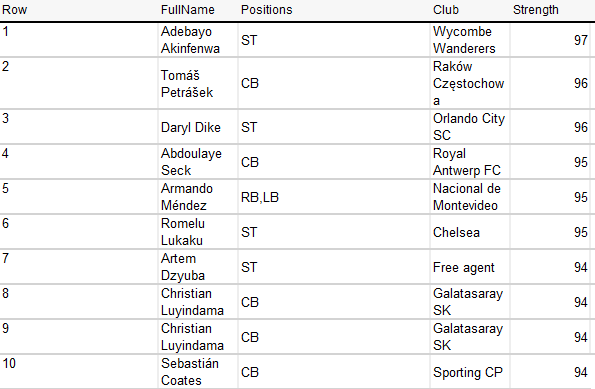 Row FullName Positions Club Strength
1 Adebayo Akinfenwa ST Wycombe Wanderers 97
2 Tomáš Petrášek CB Raków Częstochowa 96
3 Daryl Dike ST Orlando City SC 96
4 Abdoulaye Seck CB Royal Antwerp FC 95
5 Armando Méndez RB,LB Nacional de Montevideo 95
6 Romelu Lukaku ST Chelsea 95
7 Artem Dzyuba ST Free agent 94
8 Christian Luyindama CB Galatasaray SK 94
9 Christian Luyindama CB Galatasaray SK 94
10 Sebastián Coates CB Sporting CP 94